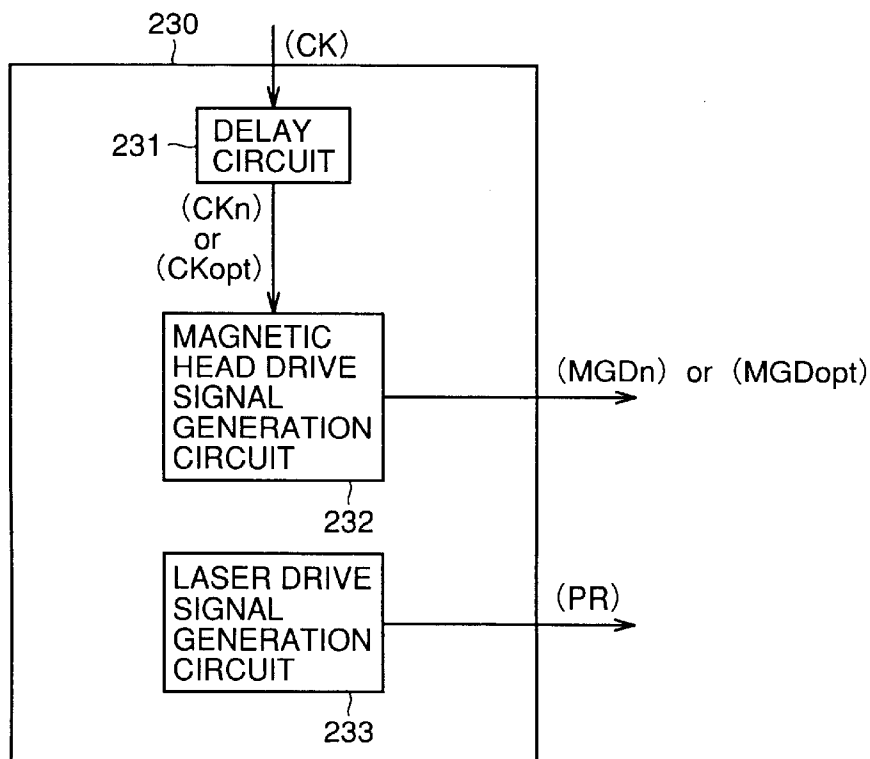 230
(CK)
231
DELAY
CIRCUIT
(CKn)
or
(CKopt)
MAGNETIC
HEAD DRIVE
SIGNAL
GENERATION
CIRCUIT
(MGDn) or (MGDopt)
232
LASER DRIVE
SIGNAL
GENERATION
CIRCUIT
(PR)
233